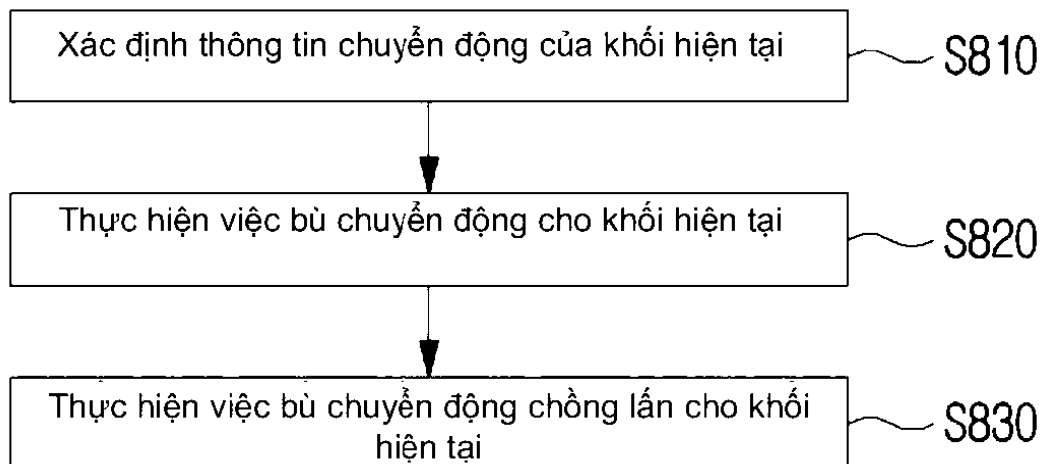 Xác định thông tin chuyển động của khối hiện tại
S810
Thực hiện việc bù chuyển động cho khối hiện tại
S820
Thực hiện việc bù chuyển động chồng lấn cho khối
hiện tại
S830